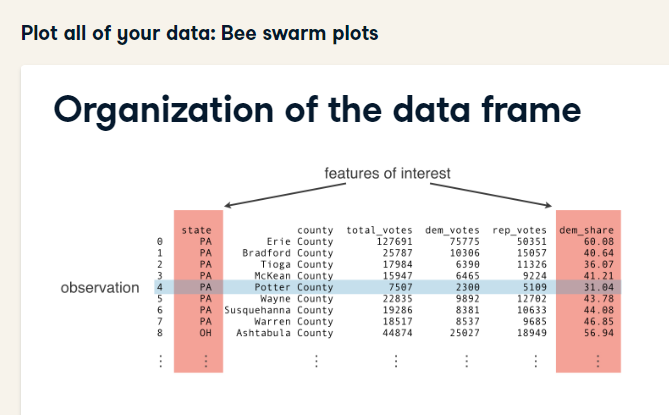 Plot all of your data: Bee swarm plots
Organization of the data frame
features of interest
state county total_votes dem_votes rep_votes dem_share
0 PA Erie County 127691 75775 50351 60.08
1 PA Bradford County 25787 10306 15057 40.64
2 PA Tioga County 17984 6390 11326 36.07
3 PA McKean County 15947 6465 9224 41.21
observation 4 PA Potter County 7507 2300 5109 31.04
5 PA Wayne County 22835 9892 12702 43.78
6 PA Susquehanna County 19286 8381 10633 44.08
7 PA Warren County 18517 8537 9685 46.85
8 OH Ashtabula County 44874 25027 18949 56.94
⋮ ⋮ ⋮ ⋮ ⋮ ⋮ ⋮